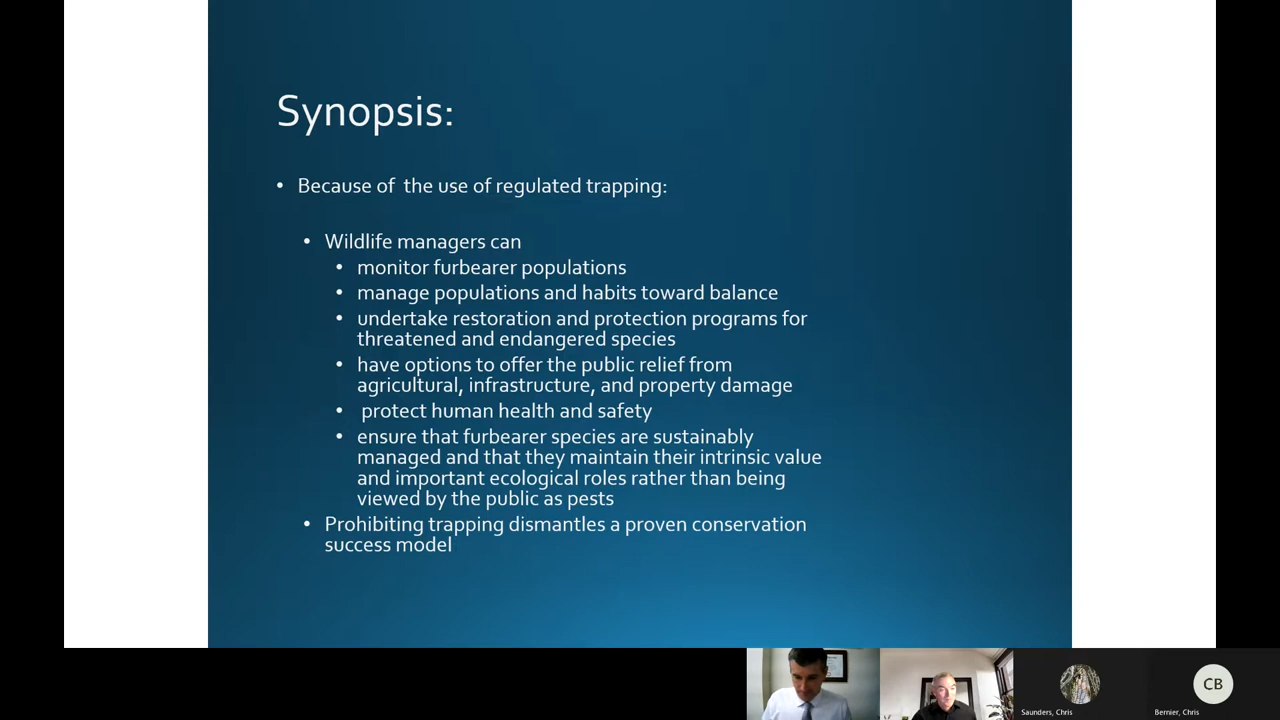 Synopsis:
• Because of the use of regulated trapping:
• Wildlife managers can
• monitor furbearer populations
• manage populations and habits toward balance
• undertake restoration and protection programs for
threatened and endangered species
• have options to offer the public relief from
agricultural, infrastructure, and property damage
• protect human health and safety
• ensure that furbearer species are sustainably
managed and that they maintain their intrinsic value
and important ecological roles rather than being
viewed by the public as pests
• Prohibiting trapping dismantles a proven conservation
success model
CB
Saunders, Chris
Bernier, Chris